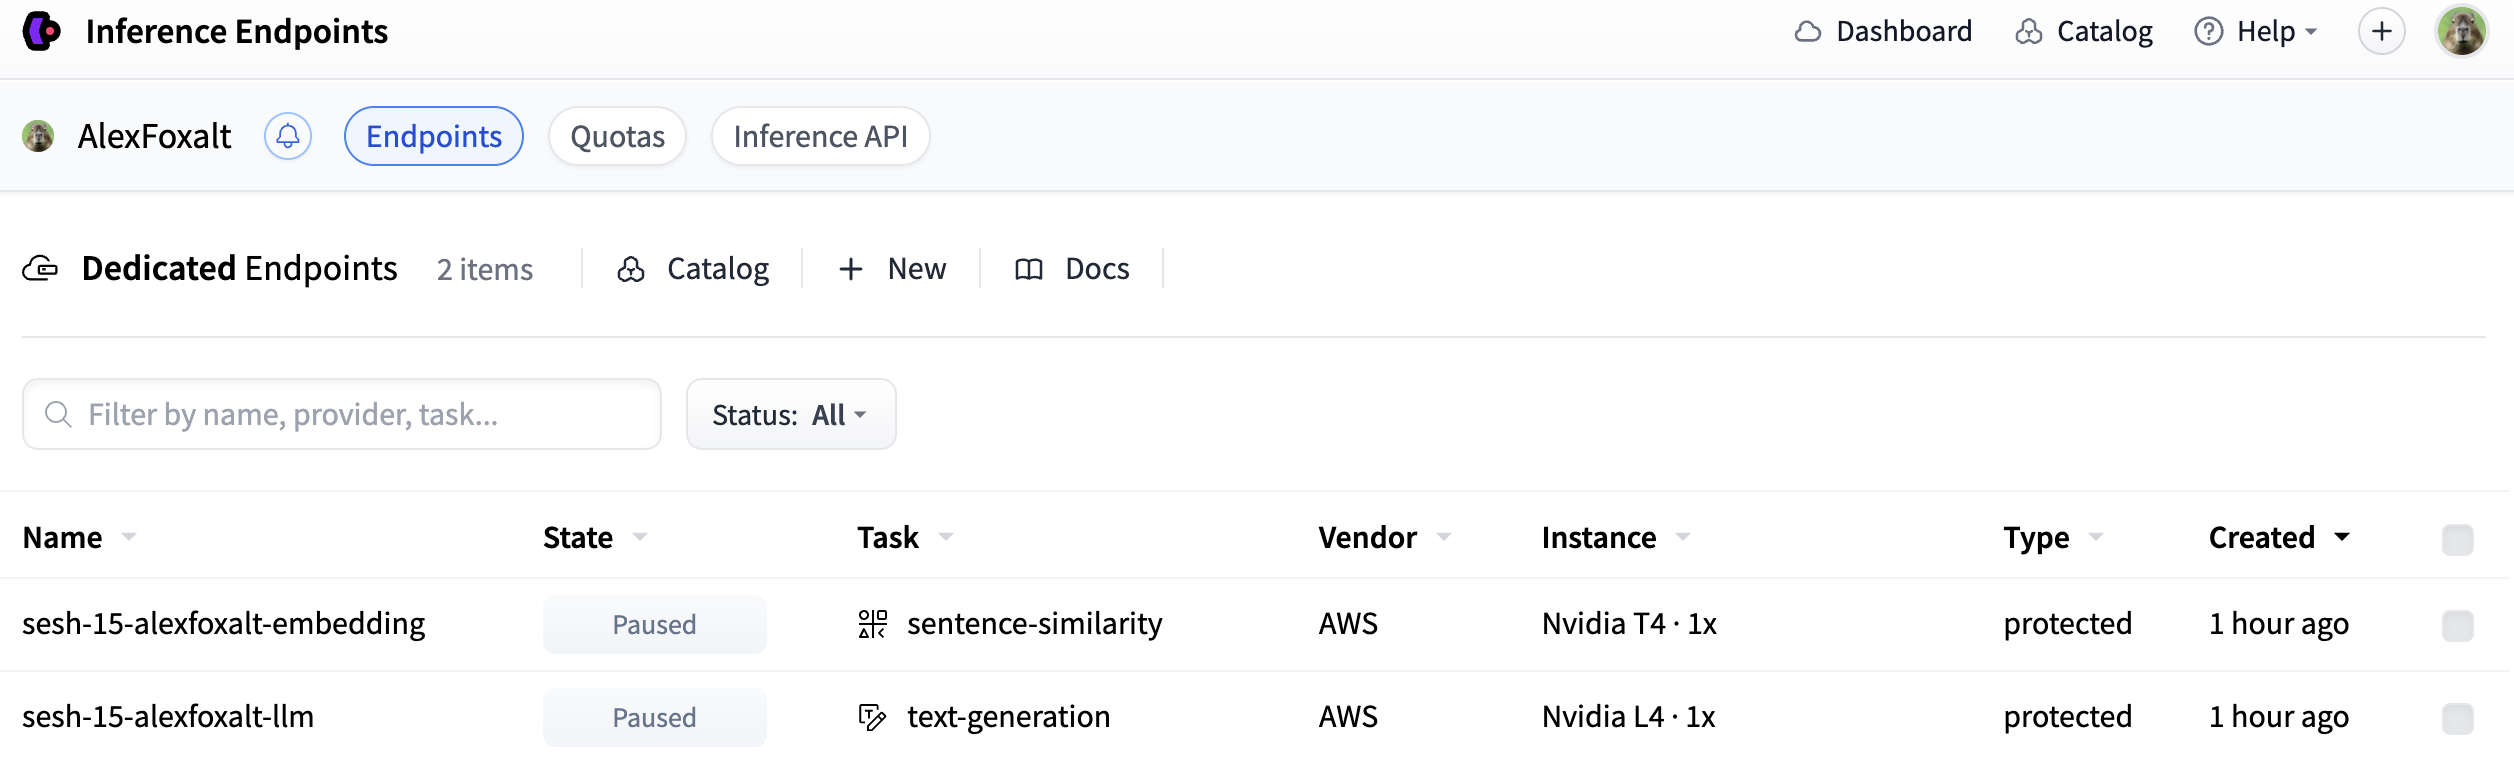 Inference Endpoints Dashboard Catalog Help
AlexFoxalt Endpoints Quotas Inference API
Dedicated Endpoints 2 items Catalog New Docs
Filter by name, provider, task... Status: All
Name State Task Vendor Instance Type Created
sesh-15-alexfoxalt-embedding Paused sentence-similarity AWS Nvidia T4 · 1x protected 1 hour ago
sesh-15-alexfoxalt-llm Paused text-generation AWS Nvidia L4 · 1x protected 1 hour ago